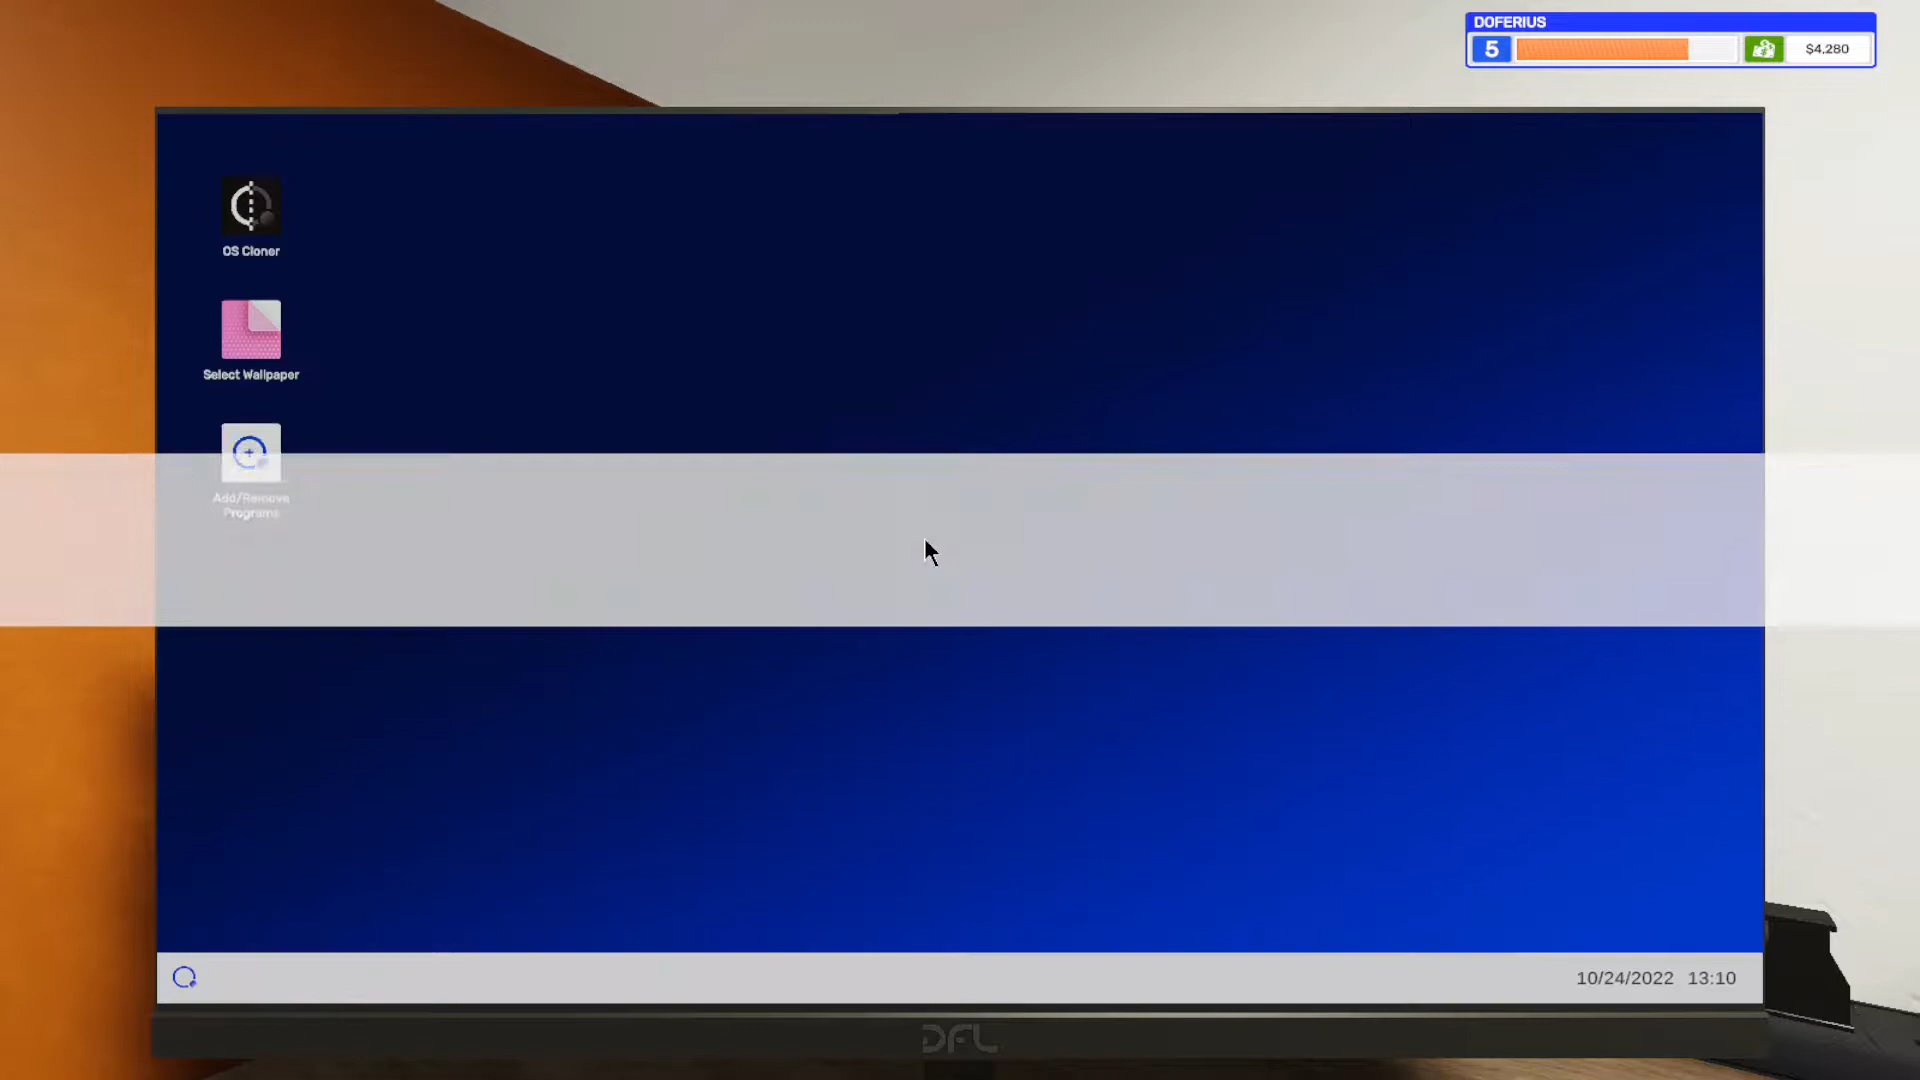 DOFERIUS
5
$4,280
OS Cloner
Select Wallpaper
Add/Remove
Programs
10/24/2022 13:10
DFL